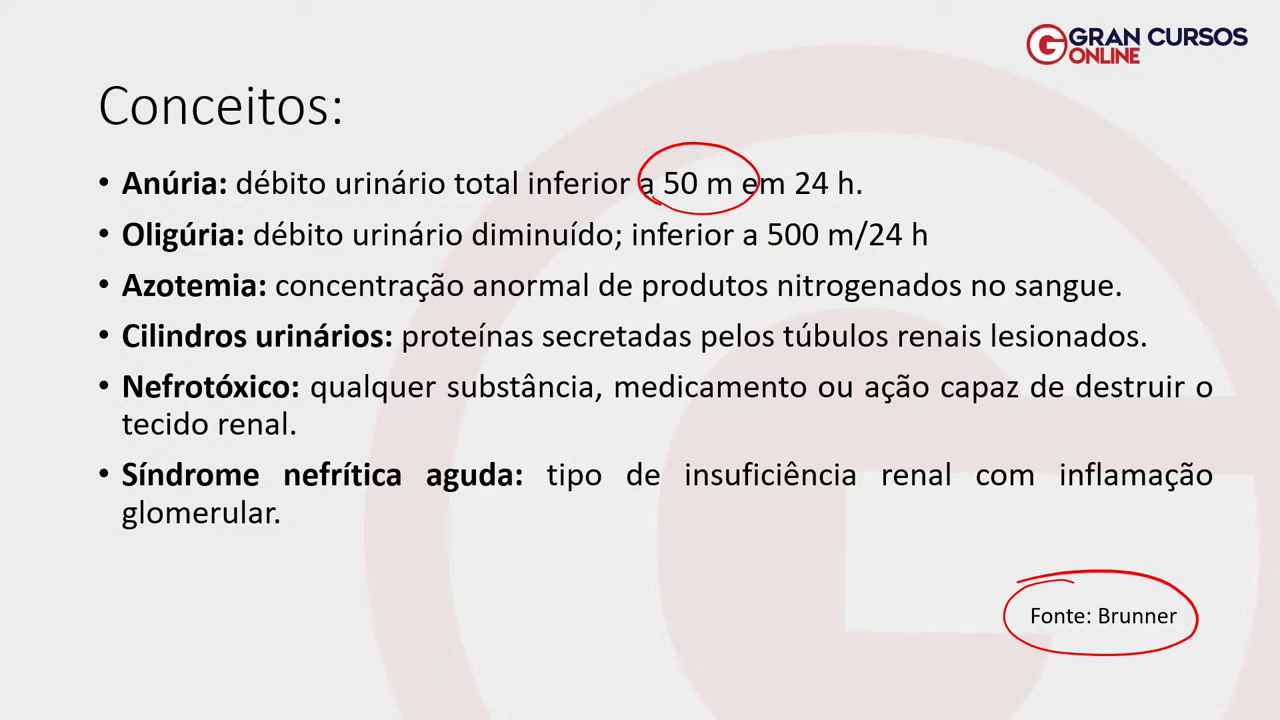 GRAN CURSOS
ONLINE
Conceitos:
• Anúria: débito urinário total inferior a 50 m em 24 h.
• Oligúria: débito urinário diminuído; inferior a 500 m/24 h
• Azotemia: concentração anormal de produtos nitrogenados no sangue.
• Cilindros urinários: proteínas secretadas pelos túbulos renais lesionados.
• Nefrotóxico: qualquer substância, medicamento ou ação capaz de destruir o
tecido renal.
• Síndrome nefrítica aguda: tipo de insuficiência renal com inflamação
glomerular.
Fonte: Brunner